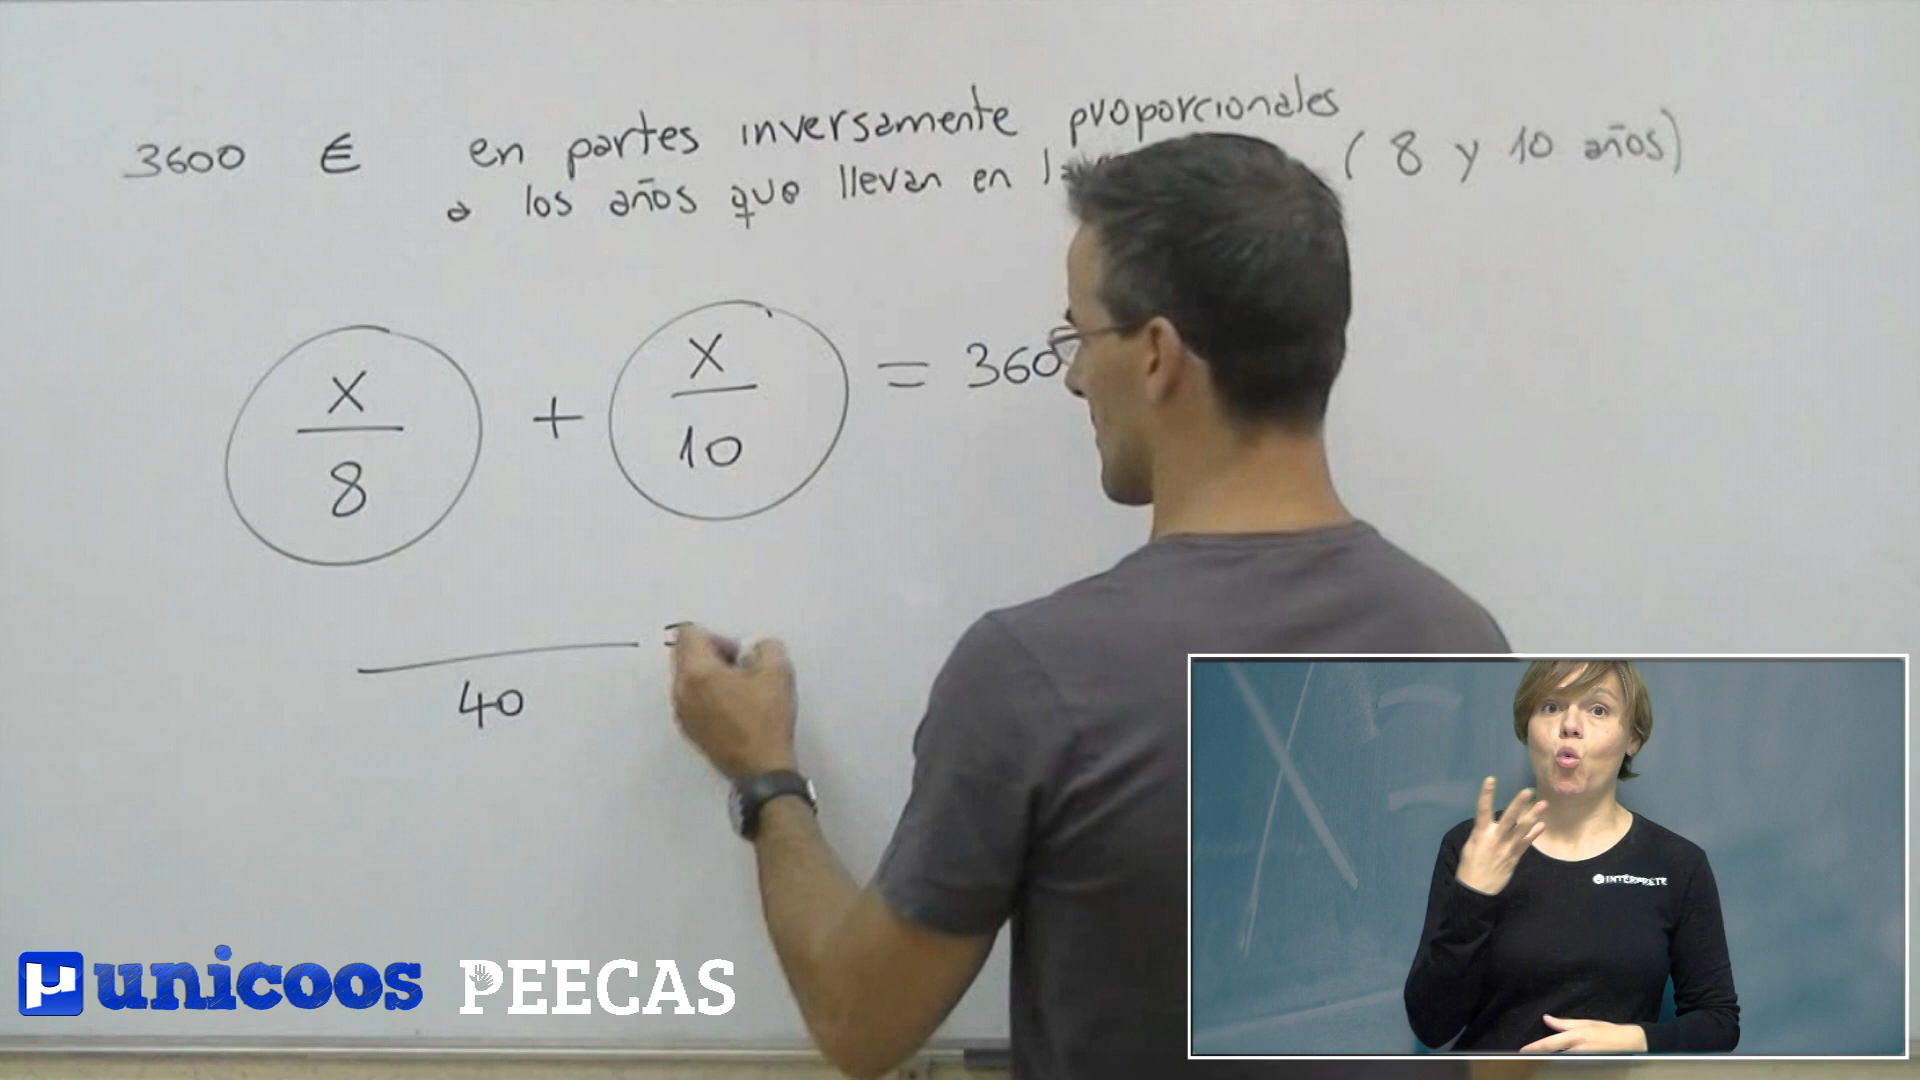 3600 € en partes inversamente proporcionales
a los años que llevan en ( 8 y 10 años)
x/8 + x/10 = 360
40 =
INTÉRPRETE
µunicoos PEECAS